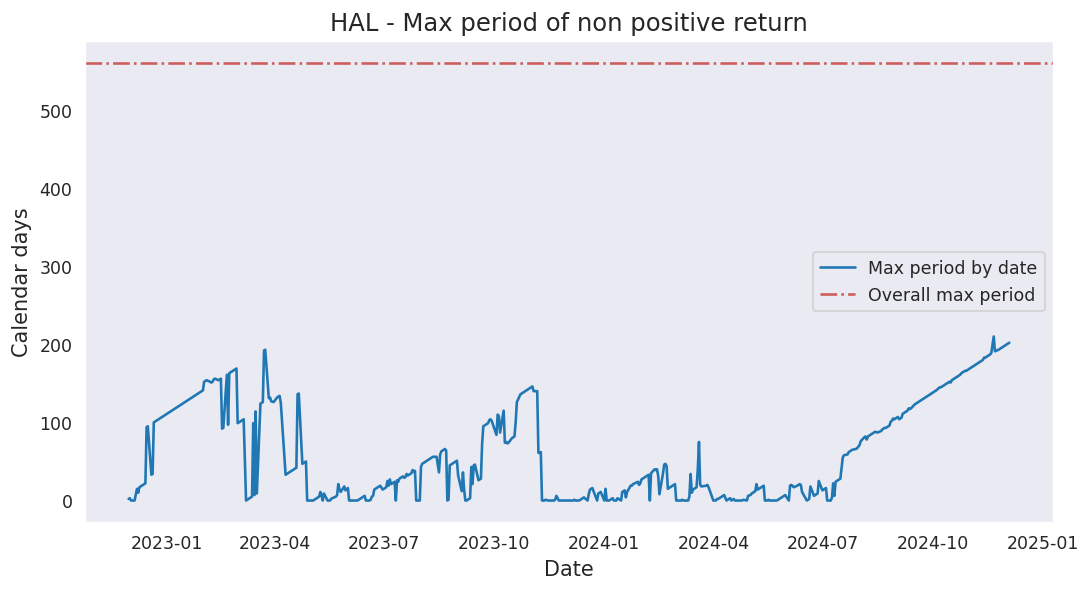 HAL - Max period of non positive return
Calendar days
500
400
300
200
100
0
Max period by date
Overall max period
2023-01 2023-04 2023-07 2023-10 2024-01 2024-04 2024-07 2024-10 2025-01
Date